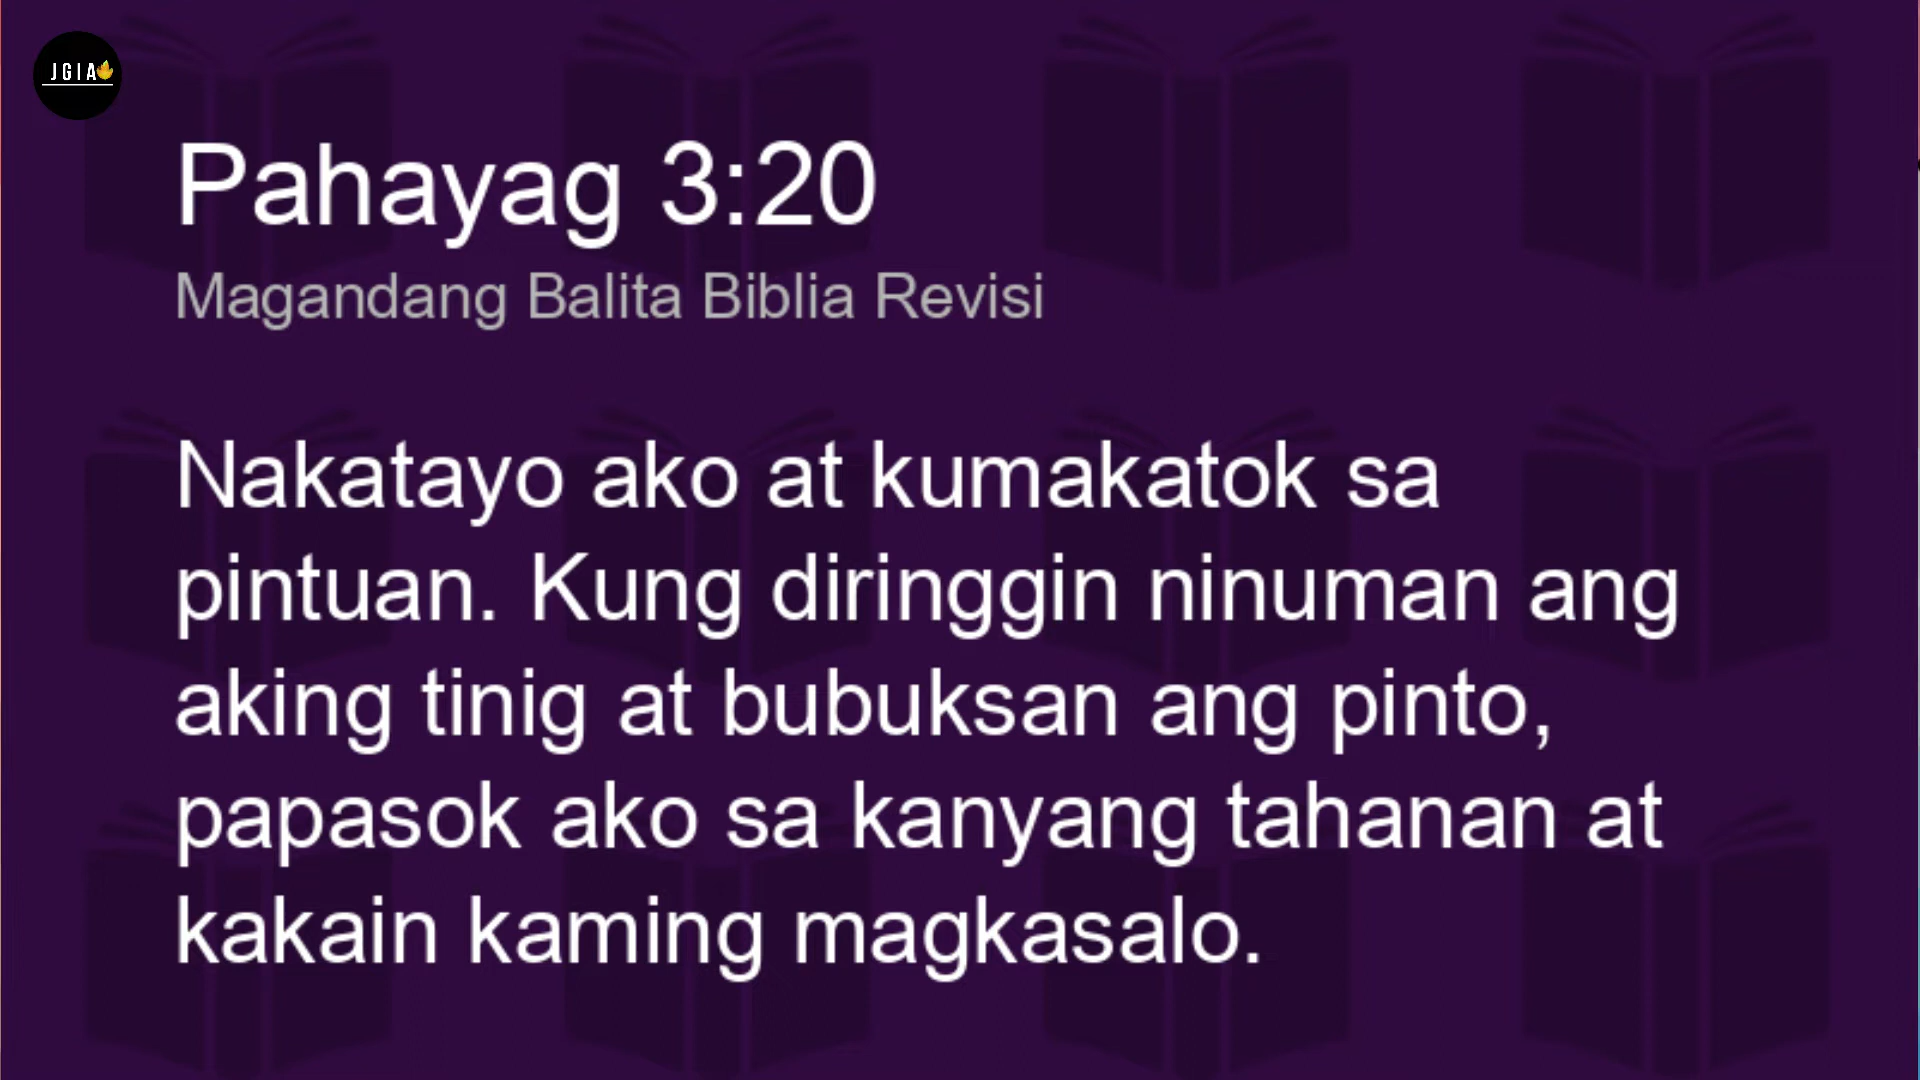 JGIA
Pahayag 3:20
Magandang Balita Biblia Revisi
Nakatayo ako at kumakatok sa
pintuan. Kung diringgin ninuman ang
aking tinig at bubuksan ang pinto,
papasok ako sa kanyang tahanan at
kakain kaming magkasalo.